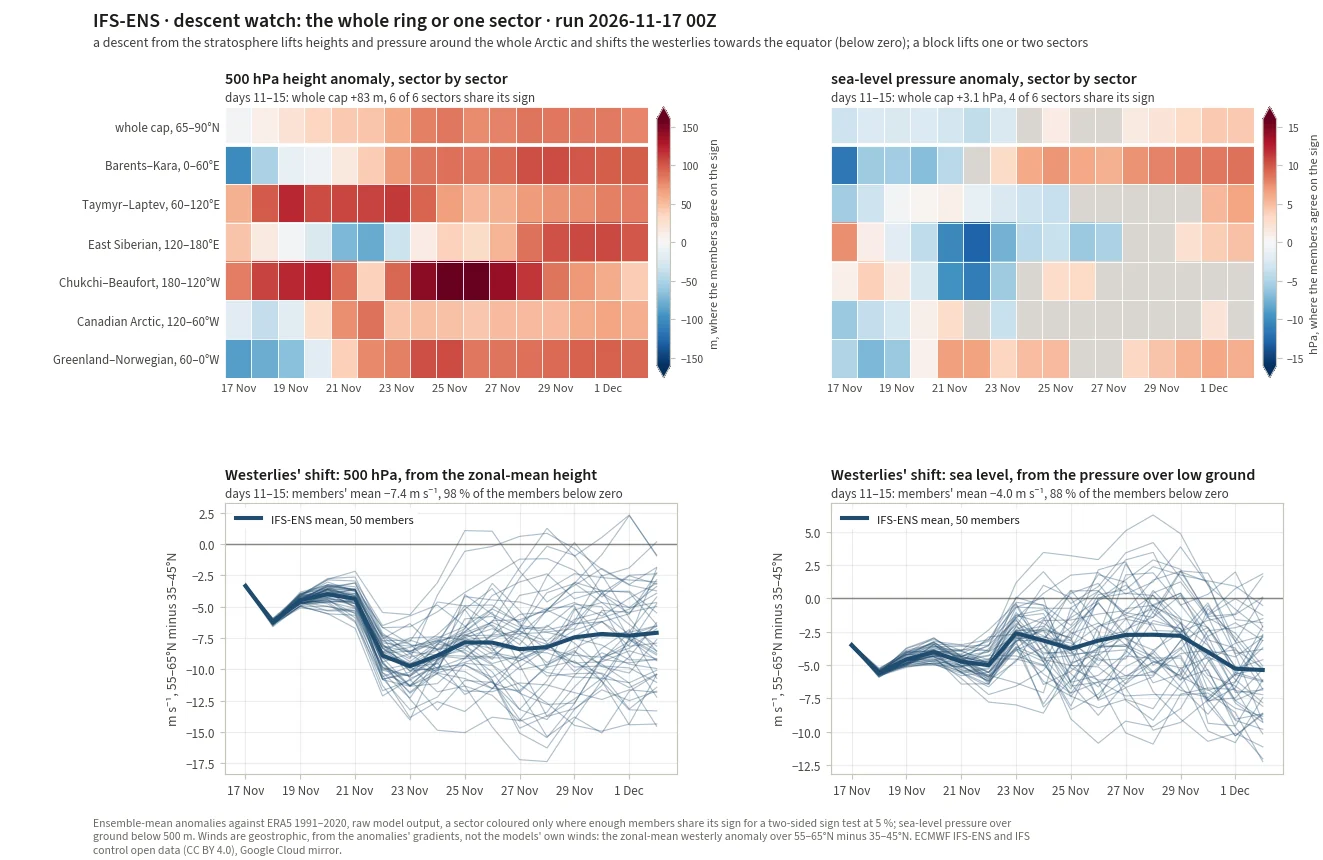 IFS-ENS · descent watch: the whole ring or one sector · run 2026-11-17 00Z
a descent from the stratosphere lifts heights and pressure around the whole Arctic and shifts the westerlies towards the equator (below zero); a block lifts one or two sectors
500 hPa height anomaly, sector by sector
days 11–15: whole cap +83 m, 6 of 6 sectors share its sign
whole cap, 65–90°N
Barents–Kara, 0–60°E
Taymyr–Laptev, 60–120°E
East Siberian, 120–180°E
Chukchi–Beaufort, 180–120°W
Canadian Arctic, 120–60°W
Greenland–Norwegian, 60–0°W
17 Nov 19 Nov 21 Nov 23 Nov 25 Nov 27 Nov 29 Nov 1 Dec
150
100
50
0
−50
−100
−150
m, where the members agree on the sign
sea-level pressure anomaly, sector by sector
days 11–15: whole cap +3.1 hPa, 4 of 6 sectors share its sign
17 Nov 19 Nov 21 Nov 23 Nov 25 Nov 27 Nov 29 Nov 1 Dec
15
10
5
0
−5
−10
−15
hPa, where the members agree on the sign
Westerlies' shift: 500 hPa, from the zonal-mean height
days 11–15: members' mean −7.4 m s⁻¹, 98 % of the members below zero
IFS-ENS mean, 50 members
m s⁻¹, 55–65°N minus 35–45°N
2.5
0.0
−2.5
−5.0
−7.5
−10.0
−12.5
−15.0
−17.5
17 Nov 19 Nov 21 Nov 23 Nov 25 Nov 27 Nov 29 Nov 1 Dec
Westerlies' shift: sea level, from the pressure over low ground
days 11–15: members' mean −4.0 m s⁻¹, 88 % of the members below zero
IFS-ENS mean, 50 members
m s⁻¹, 55–65°N minus 35–45°N
5.0
2.5
0.0
−2.5
−5.0
−7.5
−10.0
−12.5
17 Nov 19 Nov 21 Nov 23 Nov 25 Nov 27 Nov 29 Nov 1 Dec
Ensemble-mean anomalies against ERA5 1991–2020, raw model output, a sector coloured only where enough members share its sign for a two-sided sign test at 5 %; sea-level pressure over
ground below 500 m. Winds are geostrophic, from the anomalies' gradients, not the models' own winds: the zonal-mean westerly anomaly over 55–65°N minus 35–45°N. ECMWF IFS-ENS and IFS
control open data (CC BY 4.0), Google Cloud mirror.